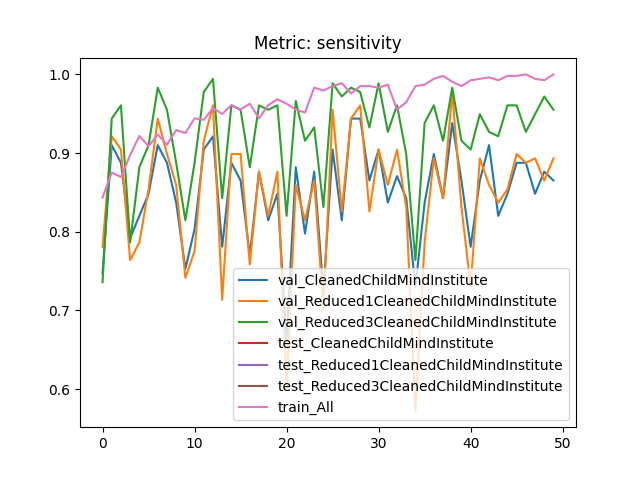 Metric: sensitivity
1.0
0.9
0.8
0.7
0.6
0
10
20
30
40
50
val_CleanedChildMindInstitute
val_Reduced1CleanedChildMindInstitute
val_Reduced3CleanedChildMindInstitute
test_CleanedChildMindInstitute
test_Reduced1CleanedChildMindInstitute
test_Reduced3CleanedChildMindInstitute
train_All